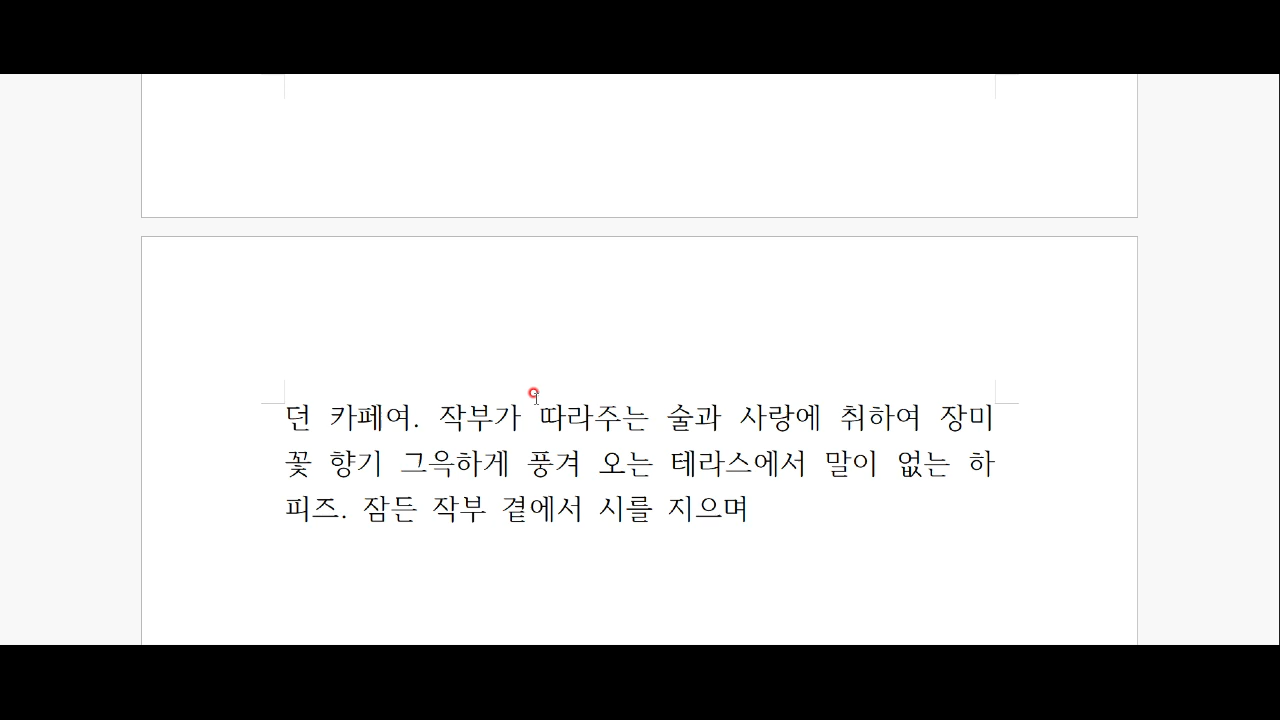 던 카페여. 작부가 따라주는 술과 사랑에 취하여 장미
꽃 향기 그윽하게 풍겨 오는 테라스에서 말이 없는 하
피즈. 잠든 작부 곁에서 시를 지으며